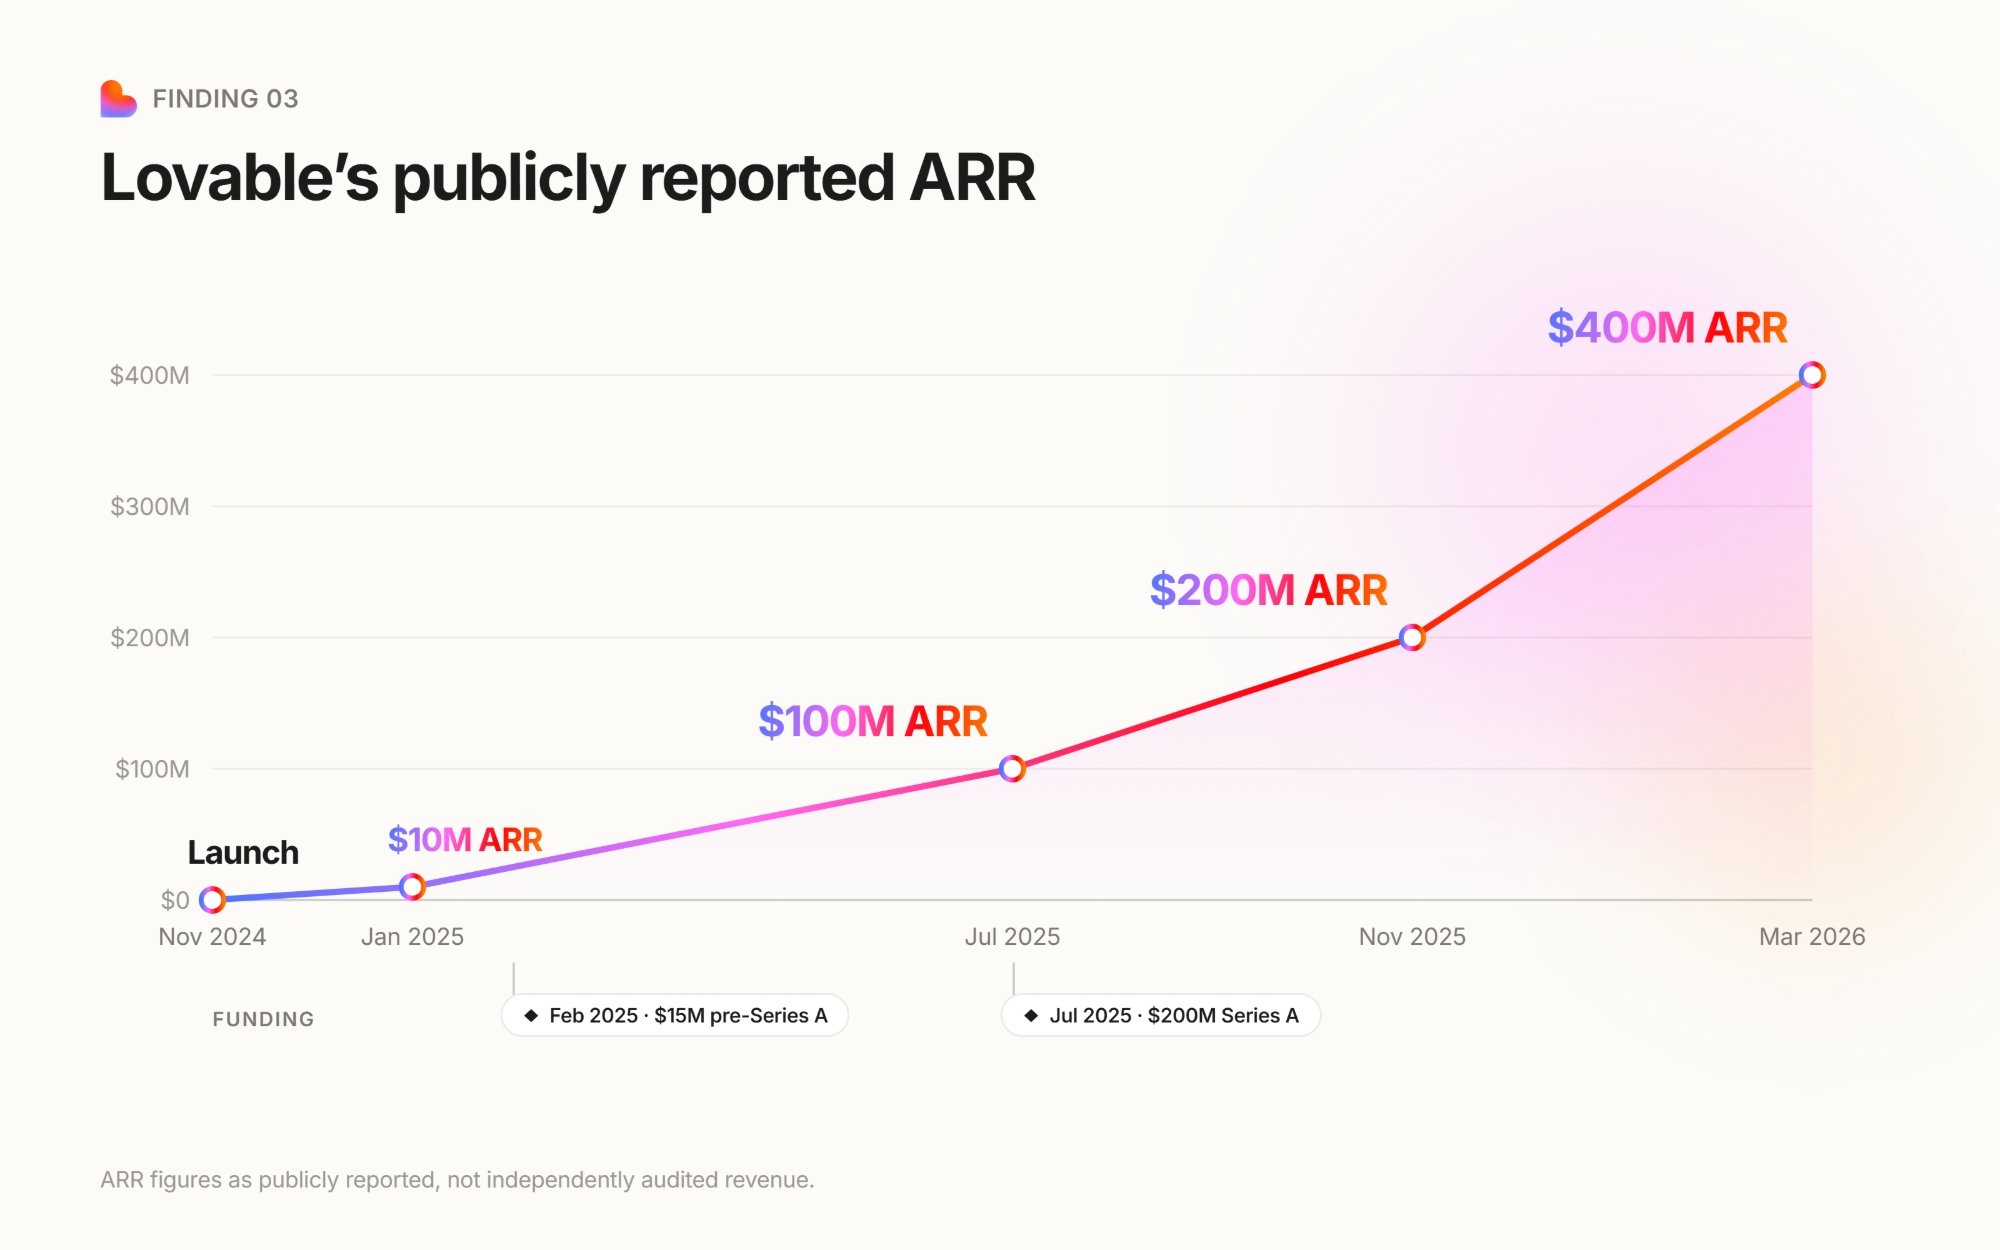 FINDING 03
Lovable’s publicly reported ARR
$400M ARR
$400M
$300M
$200M ARR
$200M
$100M ARR
$100M
$10M ARR
Launch
$0
Nov 2024
Jan 2025
Jul 2025
Nov 2025
Mar 2026
FUNDING
◆ Feb 2025 · $15M pre-Series A
◆ Jul 2025 · $200M Series A
ARR figures as publicly reported, not independently audited revenue.